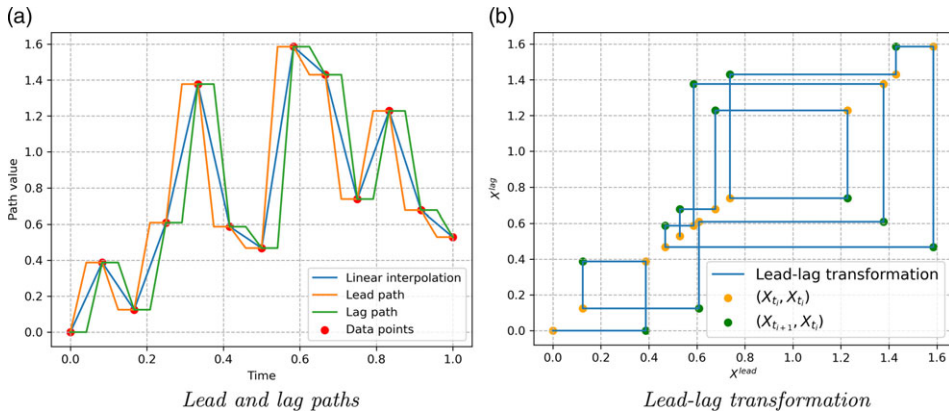 (a)
Path value
1.6
1.4
1.2
1.0
0.8
0.6
0.4
0.2
0.0
Linear interpolation
Lead path
Lag path
Data points
0.0 0.2 0.4 0.6 0.8 1.0
Time
Lead and lag paths
(b)
X^{lag}
1.6
1.4
1.2
1.0
0.8
0.6
0.4
0.2
0.0
Lead-lag transformation
(X_{t_i}, X_{t_i})
(X_{t_{i+1}}, X_{t_i})
0.0 0.2 0.4 0.6 0.8 1.0 1.2 1.4 1.6
X^{lead}
Lead-lag transformation